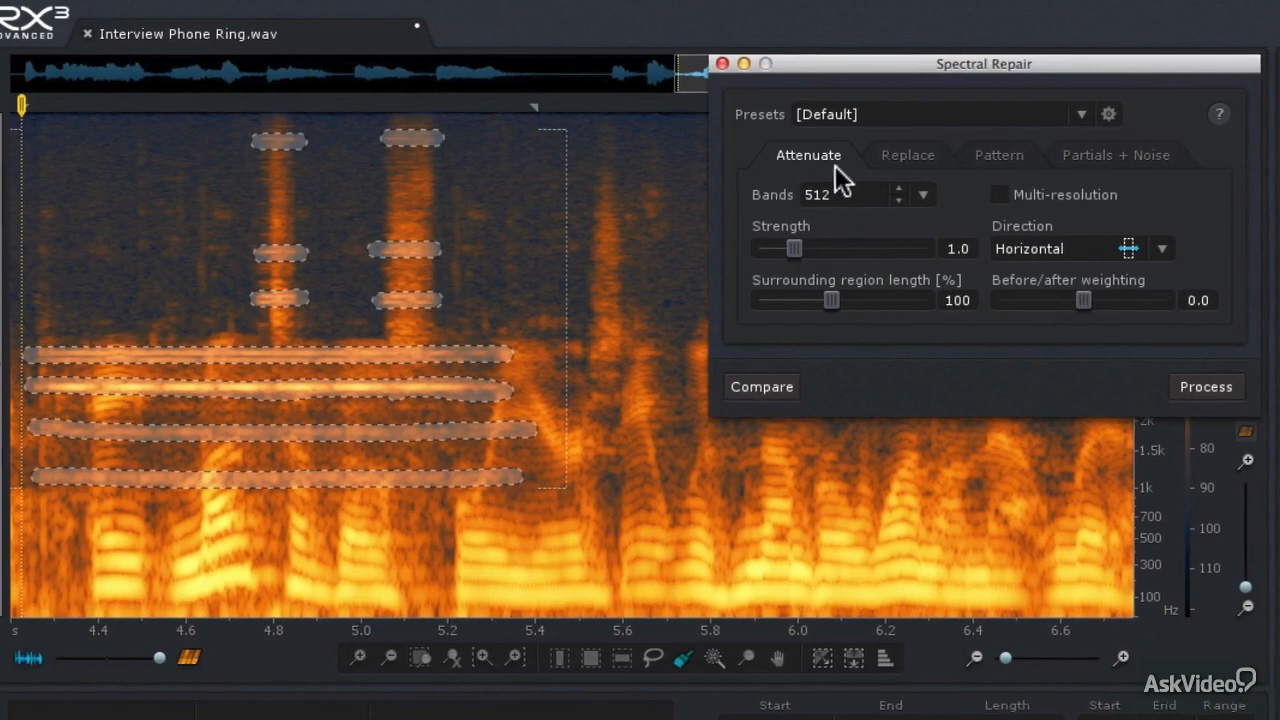 RX3
ADVANCED
Interview Phone Ring.wav
Spectral Repair
Presets [Default] ?
Attenuate Replace Pattern Partials + Noise
Bands 512 Multi-resolution
Strength Direction
1.0 Horizontal
Surrounding region length [%] Before/after weighting
100 0.0
Compare Process
2k
1.5k 80
1k 90
700
500 100
300 110
100
Hz
s 4.4 4.6 4.8 5.0 5.2 5.4 5.6 5.8 6.0 6.2 6.4 6.6
AskVideo
Start End Length Start End Range